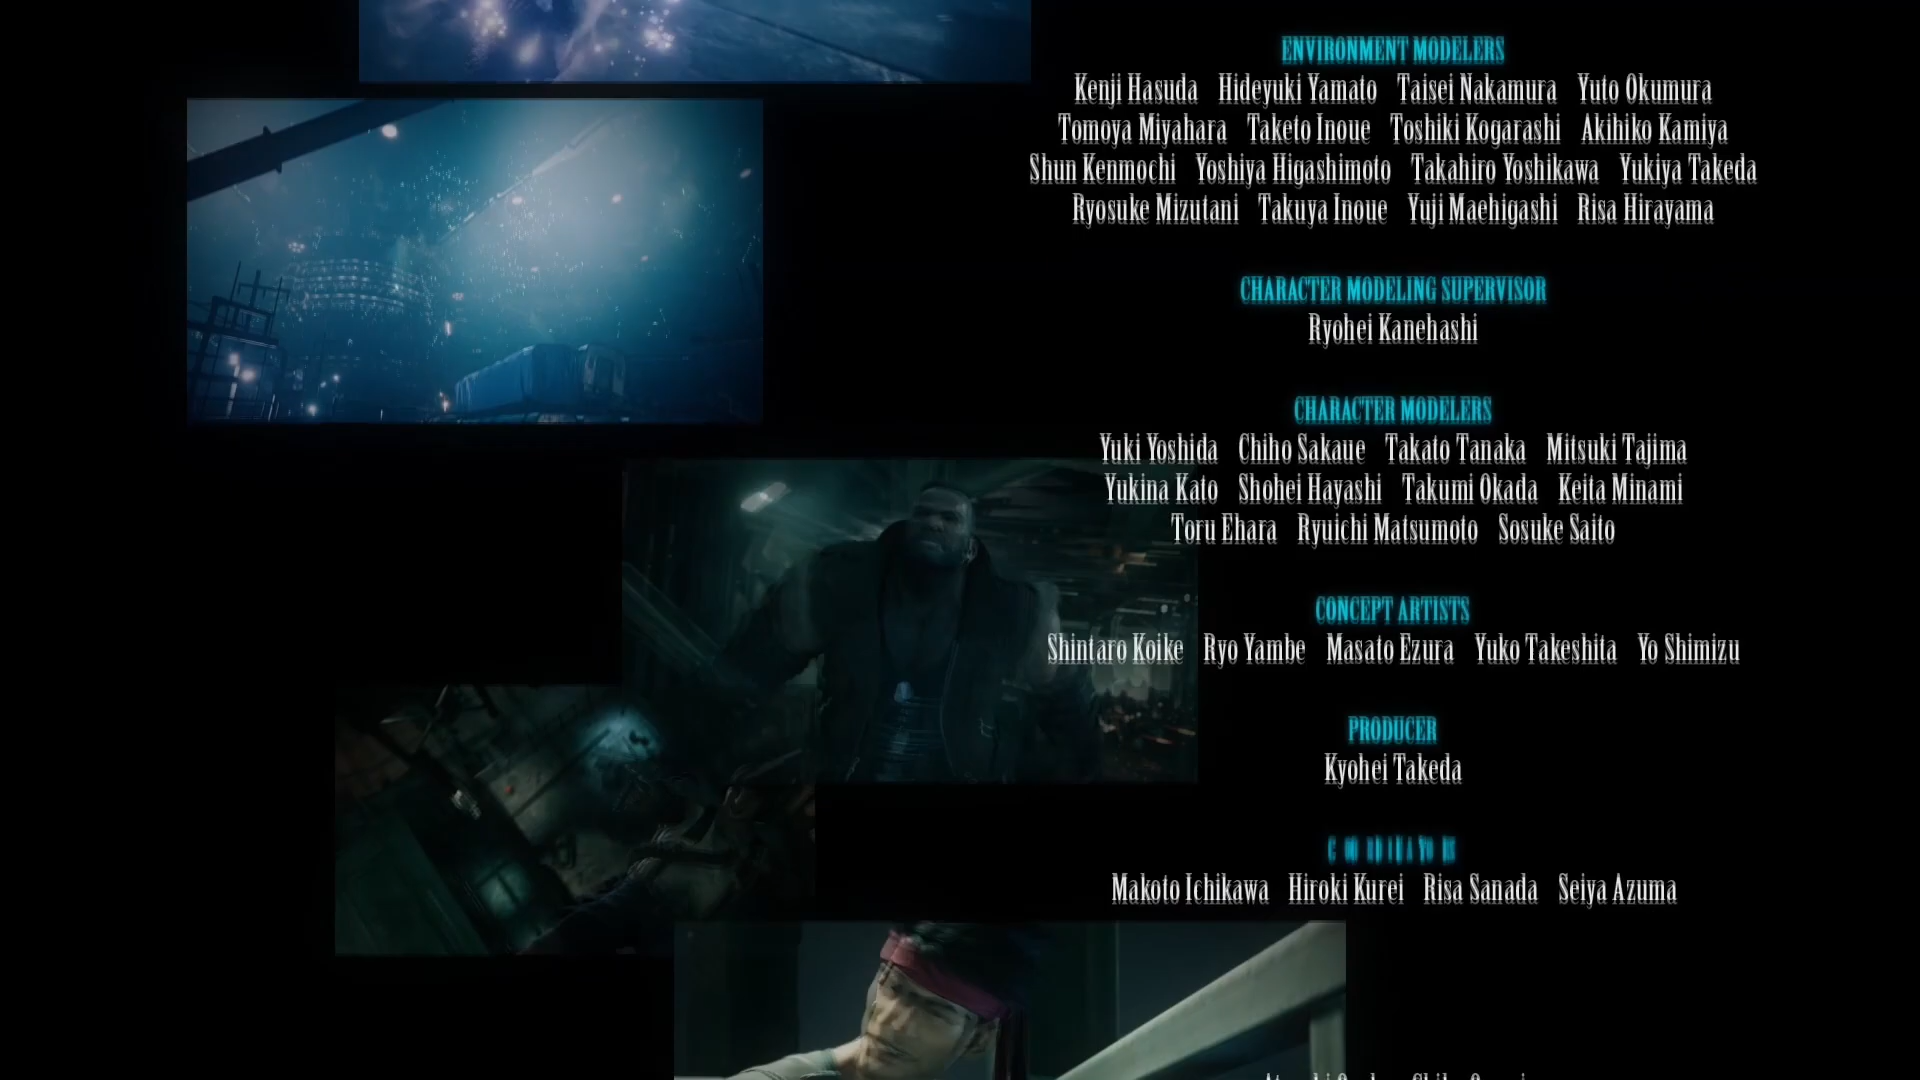 ENVIRONMENT MODELERS
Kenji Hasuda Hideyuki Yamato Taisei Nakamura Yuto Okumura
Tomoya Miyahara Taketo Inoue Toshiki Kogarashi Akihiko Kamiya
Shun Kenmochi Yoshiya Higashimoto Takahiro Yoshikawa Yukiya Takeda
Ryosuke Mizutani Takuya Inoue Yuji Maehigashi Risa Hirayama
CHARACTER MODELING SUPERVISOR
Ryohei Kanehashi
CHARACTER MODELERS
Yuki Yoshida Chiho Sakaue Takato Tanaka Mitsuki Tajima
Yukina Kato Shohei Hayashi Takumi Okada Keita Minami
Toru Ehara Ryuichi Matsumoto Sosuke Saito
CONCEPT ARTISTS
Shintaro Koike Ryo Yambe Masato Ezura Yuko Takeshita Yo Shimizu
PRODUCER
Kyohei Takeda
Makoto Ichikawa Hiroki Kurei Risa Sanada Seiya Azuma